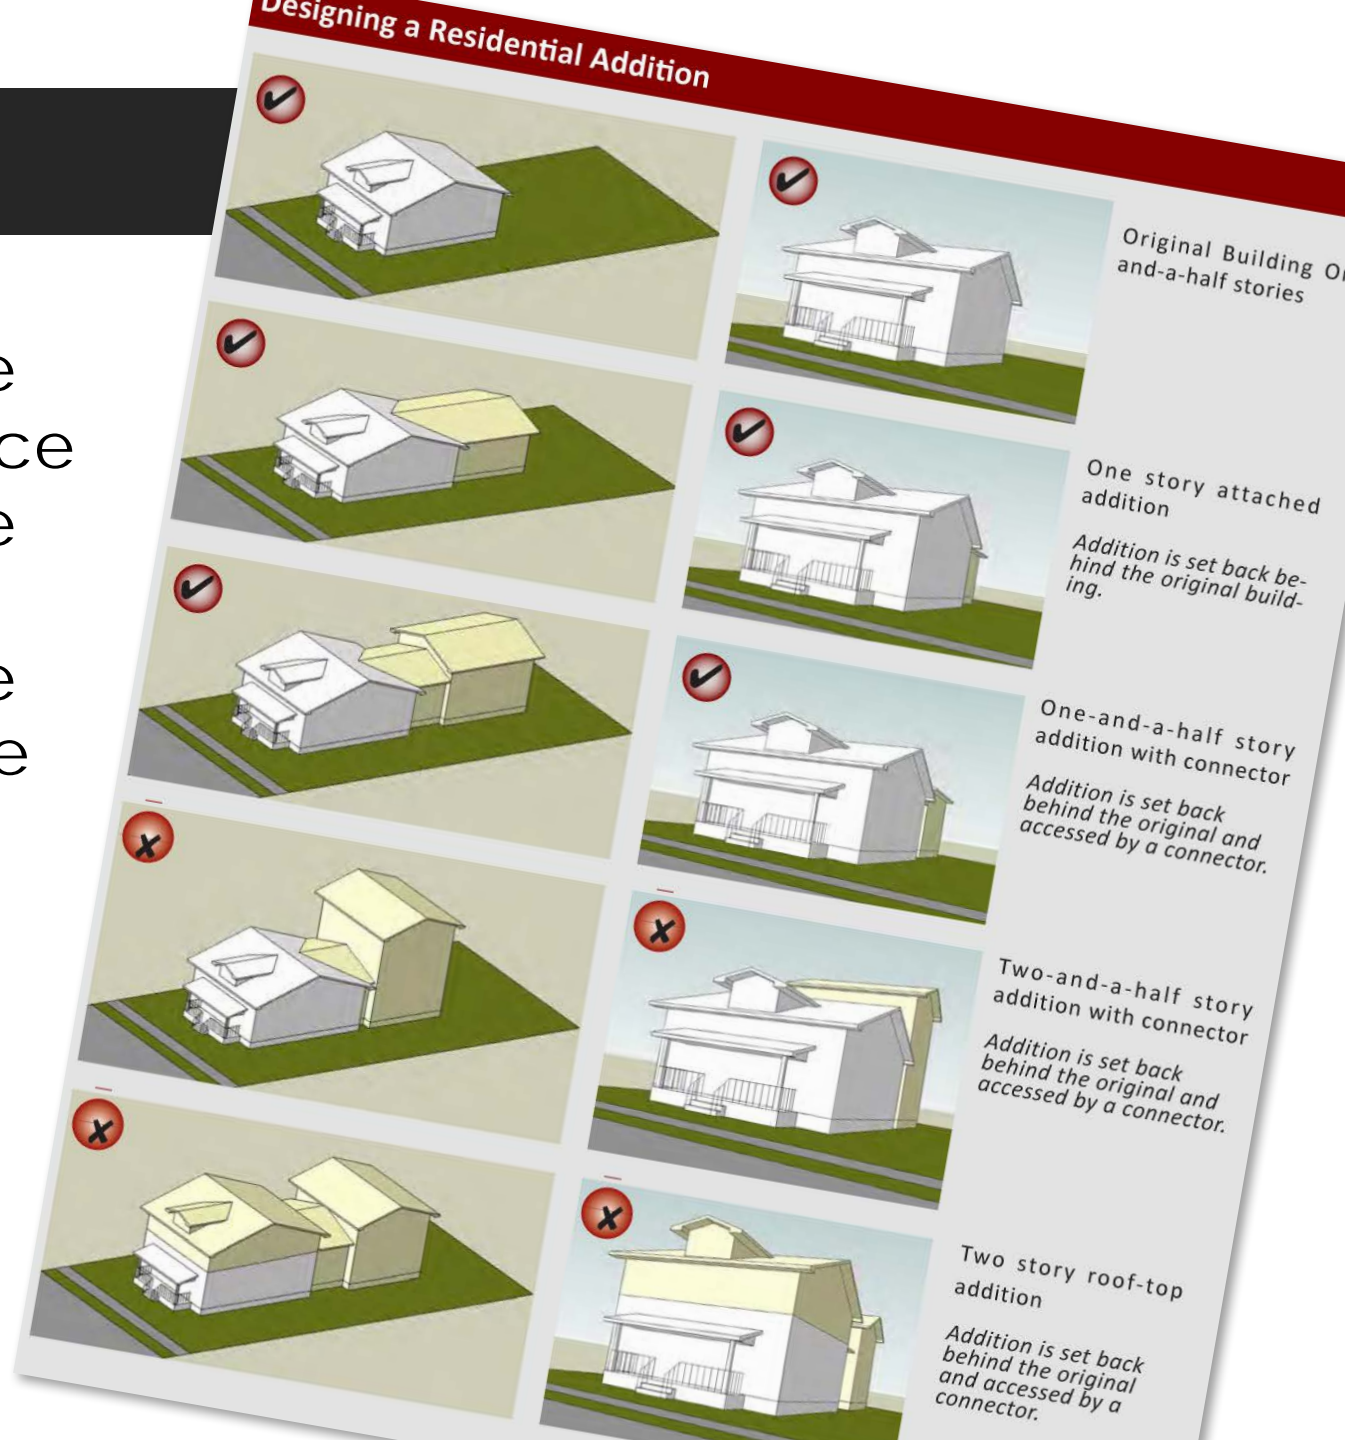 Designing a Residential Addition
e
ce
e
e
e
Original Building
and-a-half stories
One story attached
addition
Addition is set back be-
hind the original build-
ing.
One-and-a-half story
addition with connector
Addition is set back
behind the original and
accessed by a connector.
Two-and-a-half story
addition with connector
Addition is set back
behind the original and
accessed by a connector.
Two story roof-top
addition
Addition is set back
behind the original
and accessed by a
connector.